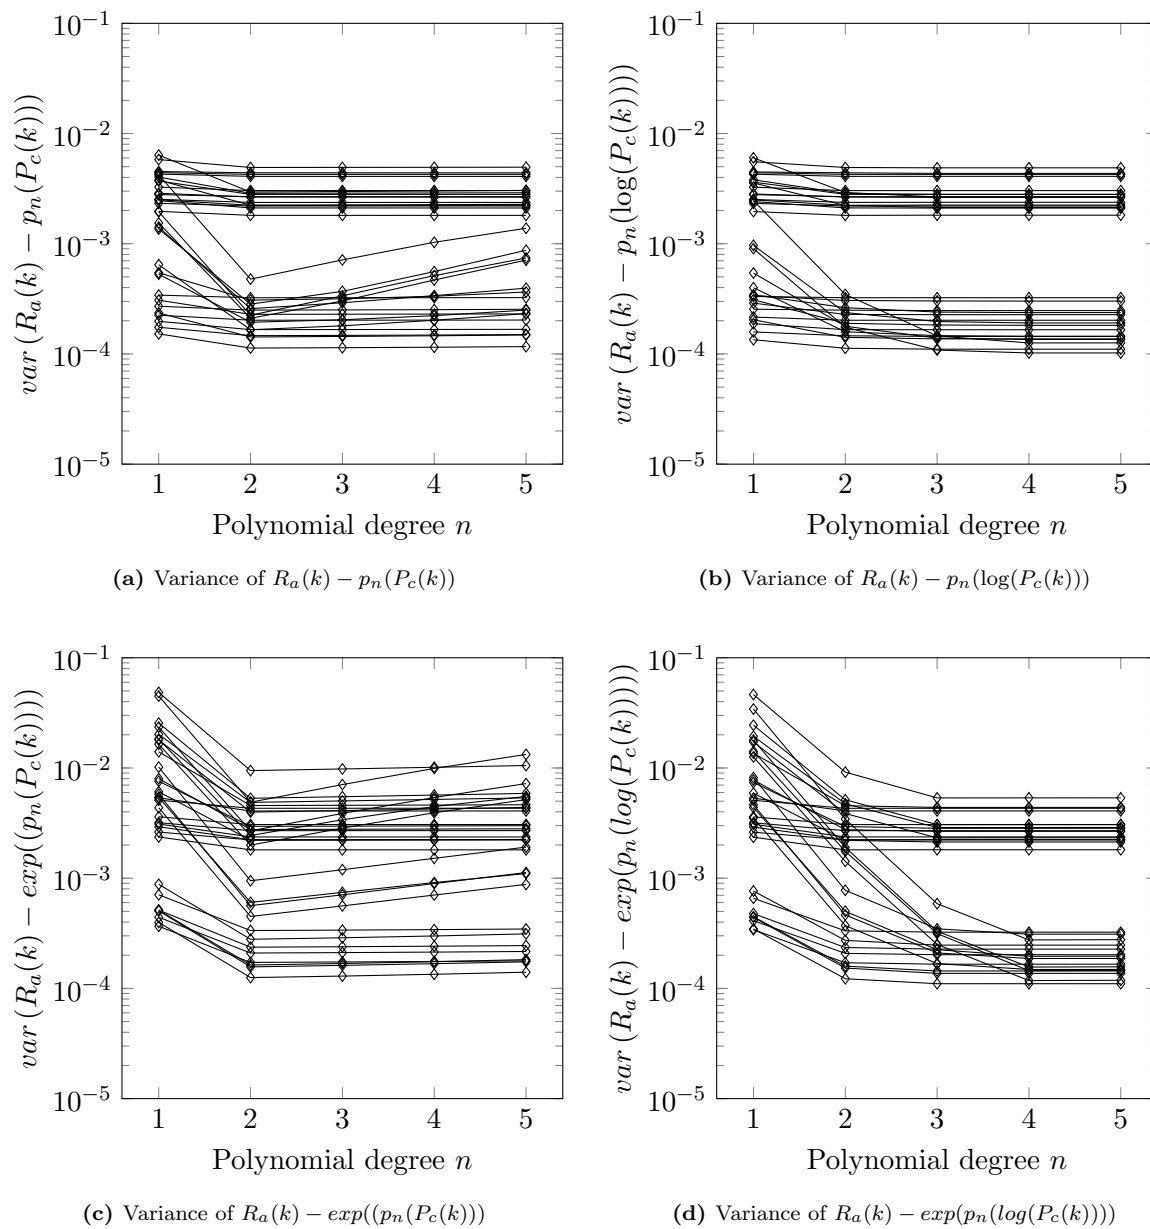 10⁻¹
10⁻²
10⁻³
10⁻⁴
10⁻⁵
1 2 3 4 5
var (R_a(k) − p_n(P_c(k)))
Polynomial degree n
(a) Variance of R_a(k) − p_n(P_c(k))
10⁻¹
10⁻²
10⁻³
10⁻⁴
10⁻⁵
1 2 3 4 5
var (R_a(k) − p_n(log(P_c(k))))
Polynomial degree n
(b) Variance of R_a(k) − p_n(log(P_c(k)))
10⁻¹
10⁻²
10⁻³
10⁻⁴
10⁻⁵
1 2 3 4 5
var (R_a(k) − exp((p_n(P_c(k))))
Polynomial degree n
(c) Variance of R_a(k) − exp((p_n(P_c(k)))
10⁻¹
10⁻²
10⁻³
10⁻⁴
10⁻⁵
1 2 3 4 5
var (R_a(k) − exp(p_n(log(P_c(k)))))
Polynomial degree n
(d) Variance of R_a(k) − exp(p_n(log(P_c(k))))